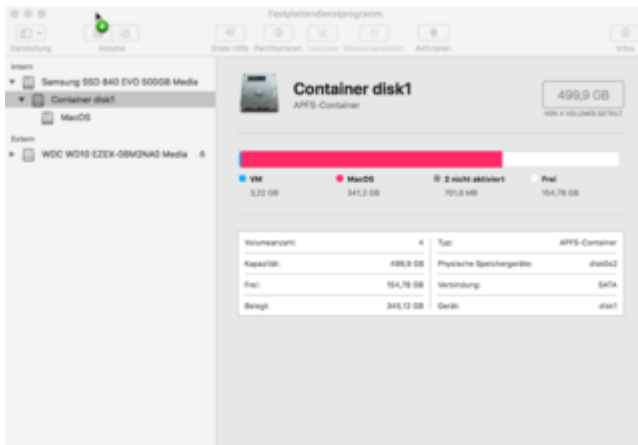 Festplattendienstprogramm
Darstellung Volume Erste Hilfe Partitionieren Löschen Wiederherstellen Aktivieren Infos
Intern
Samsung SSD 840 EVO 500GB Media
Container disk1
MacOS
Extern
WDC WD10 EZEX-08M2NA0 Media
Container disk1
APFS-Container
499,9 GB
VON 4 VOLUMES GETEILT
VM MacOS 2 nicht aktiviert Frei
3,22 GB 341,2 GB 701,8 MB 154,78 GB
Volumeanzahl: 4 Typ: APFS-Container
Kapazität: 499,9 GB Physische Speichergeräte: disk0s2
Frei: 154,78 GB Verbindung: SATA
Belegt: 345,12 GB Gerät: disk1